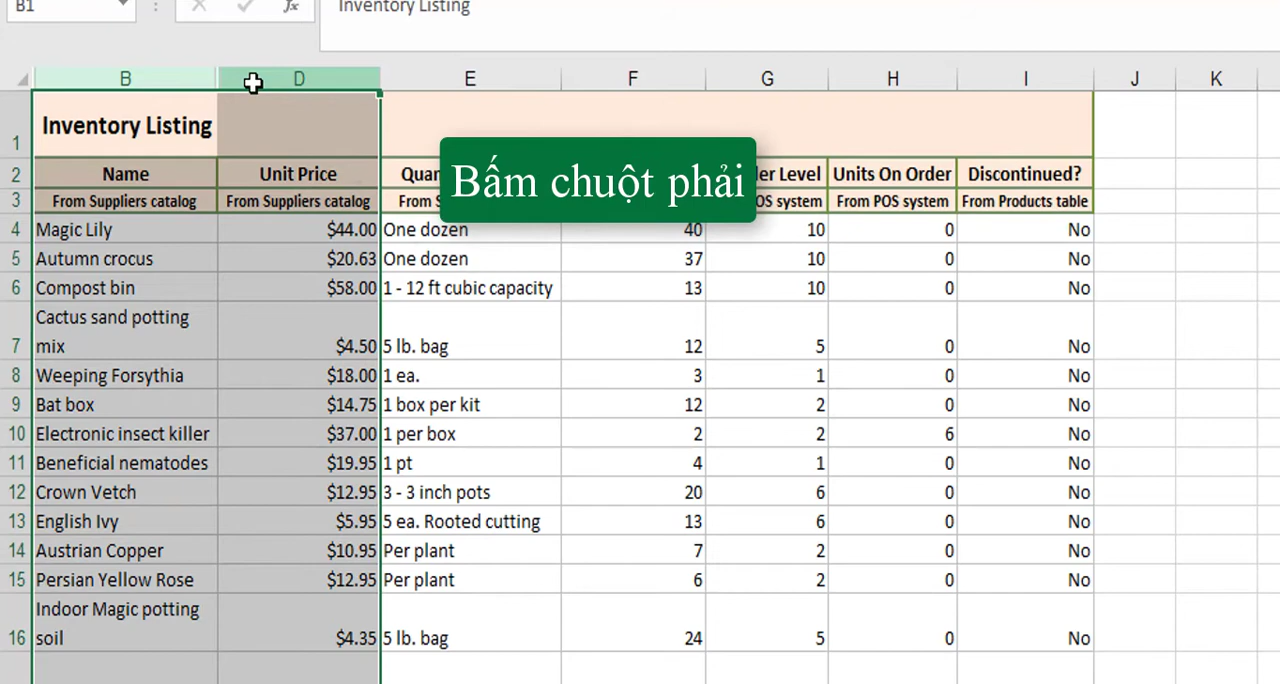 B1 fx Inventory Listing
B D E F G H I J K
1 Inventory Listing
Bấm chuột phải
2 Name Unit Price Quan er Level Units On Order Discontinued?
3 From Suppliers catalog From Suppliers catalog From S OS system From POS system From Products table
4 Magic Lily $44.00 One dozen 40 10 0 No
5 Autumn crocus $20.63 One dozen 37 10 0 No
6 Compost bin $58.00 1 - 12 ft cubic capacity 13 10 0 No
Cactus sand potting
7 mix $4.50 5 lb. bag 12 5 0 No
8 Weeping Forsythia $18.00 1 ea. 3 1 0 No
9 Bat box $14.75 1 box per kit 12 2 0 No
10 Electronic insect killer $37.00 1 per box 2 2 6 No
11 Beneficial nematodes $19.95 1 pt 4 1 0 No
12 Crown Vetch $12.95 3 - 3 inch pots 20 6 0 No
13 English Ivy $5.95 5 ea. Rooted cutting 13 6 0 No
14 Austrian Copper $10.95 Per plant 7 2 0 No
15 Persian Yellow Rose $12.95 Per plant 6 2 0 No
Indoor Magic potting
16 soil $4.35 5 lb. bag 24 5 0 No